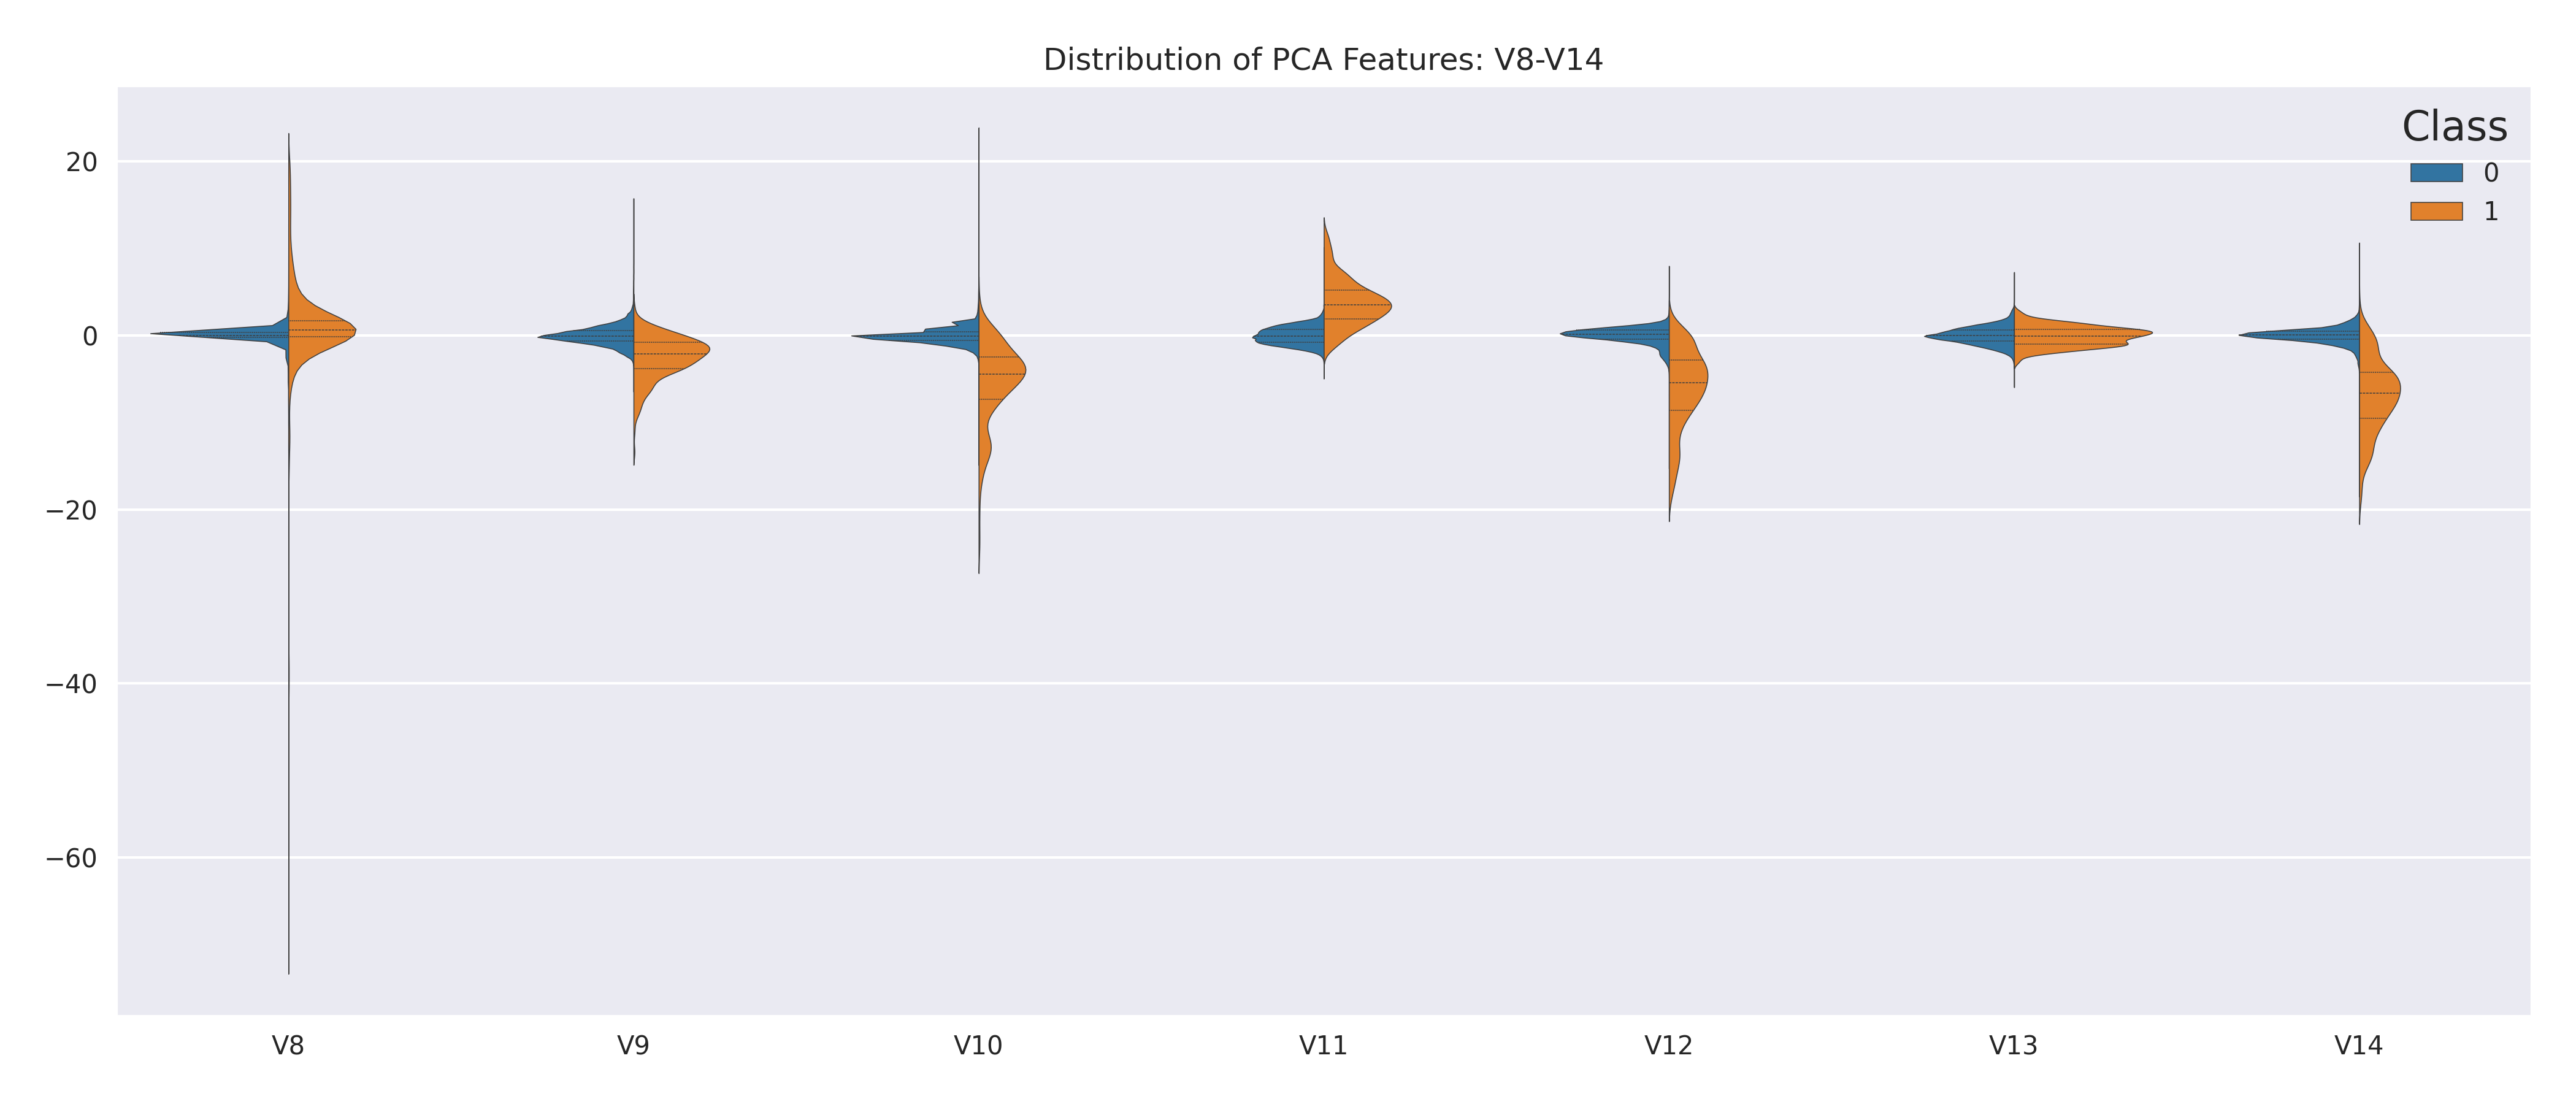 Distribution of PCA Features: V8-V14
Class
0
1
20
0
−20
−40
−60
V8
V9
V10
V11
V12
V13
V14